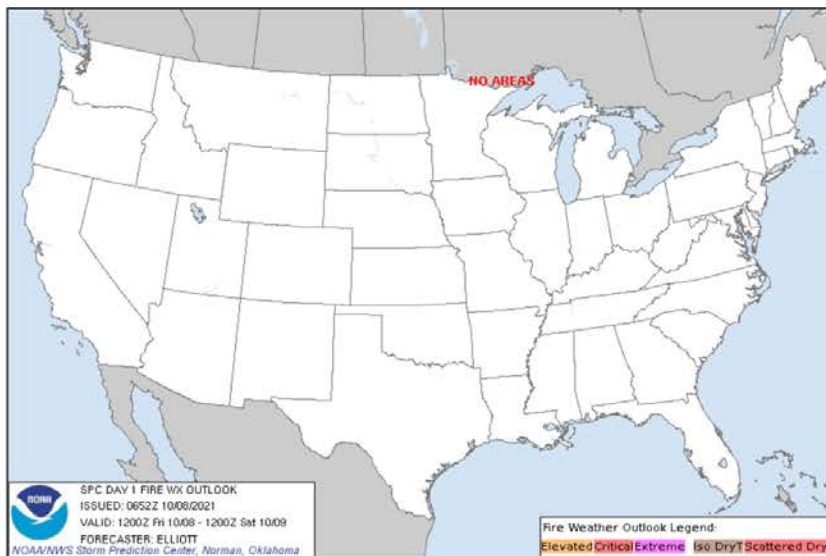 NO AREAS
NOAA
SPC DAY 1 FIRE WX OUTLOOK
ISSUED: 0652Z 10/08/2021
VALID: 1200Z Fri 10/08 - 1200Z Sat 10/09
FORECASTER: ELLIOTT
NOAA/NWS Storm Prediction Center, Norman, Oklahoma
Fire Weather Outlook Legend:
Elevated Critical Extreme Iso DryT Scattered Dry